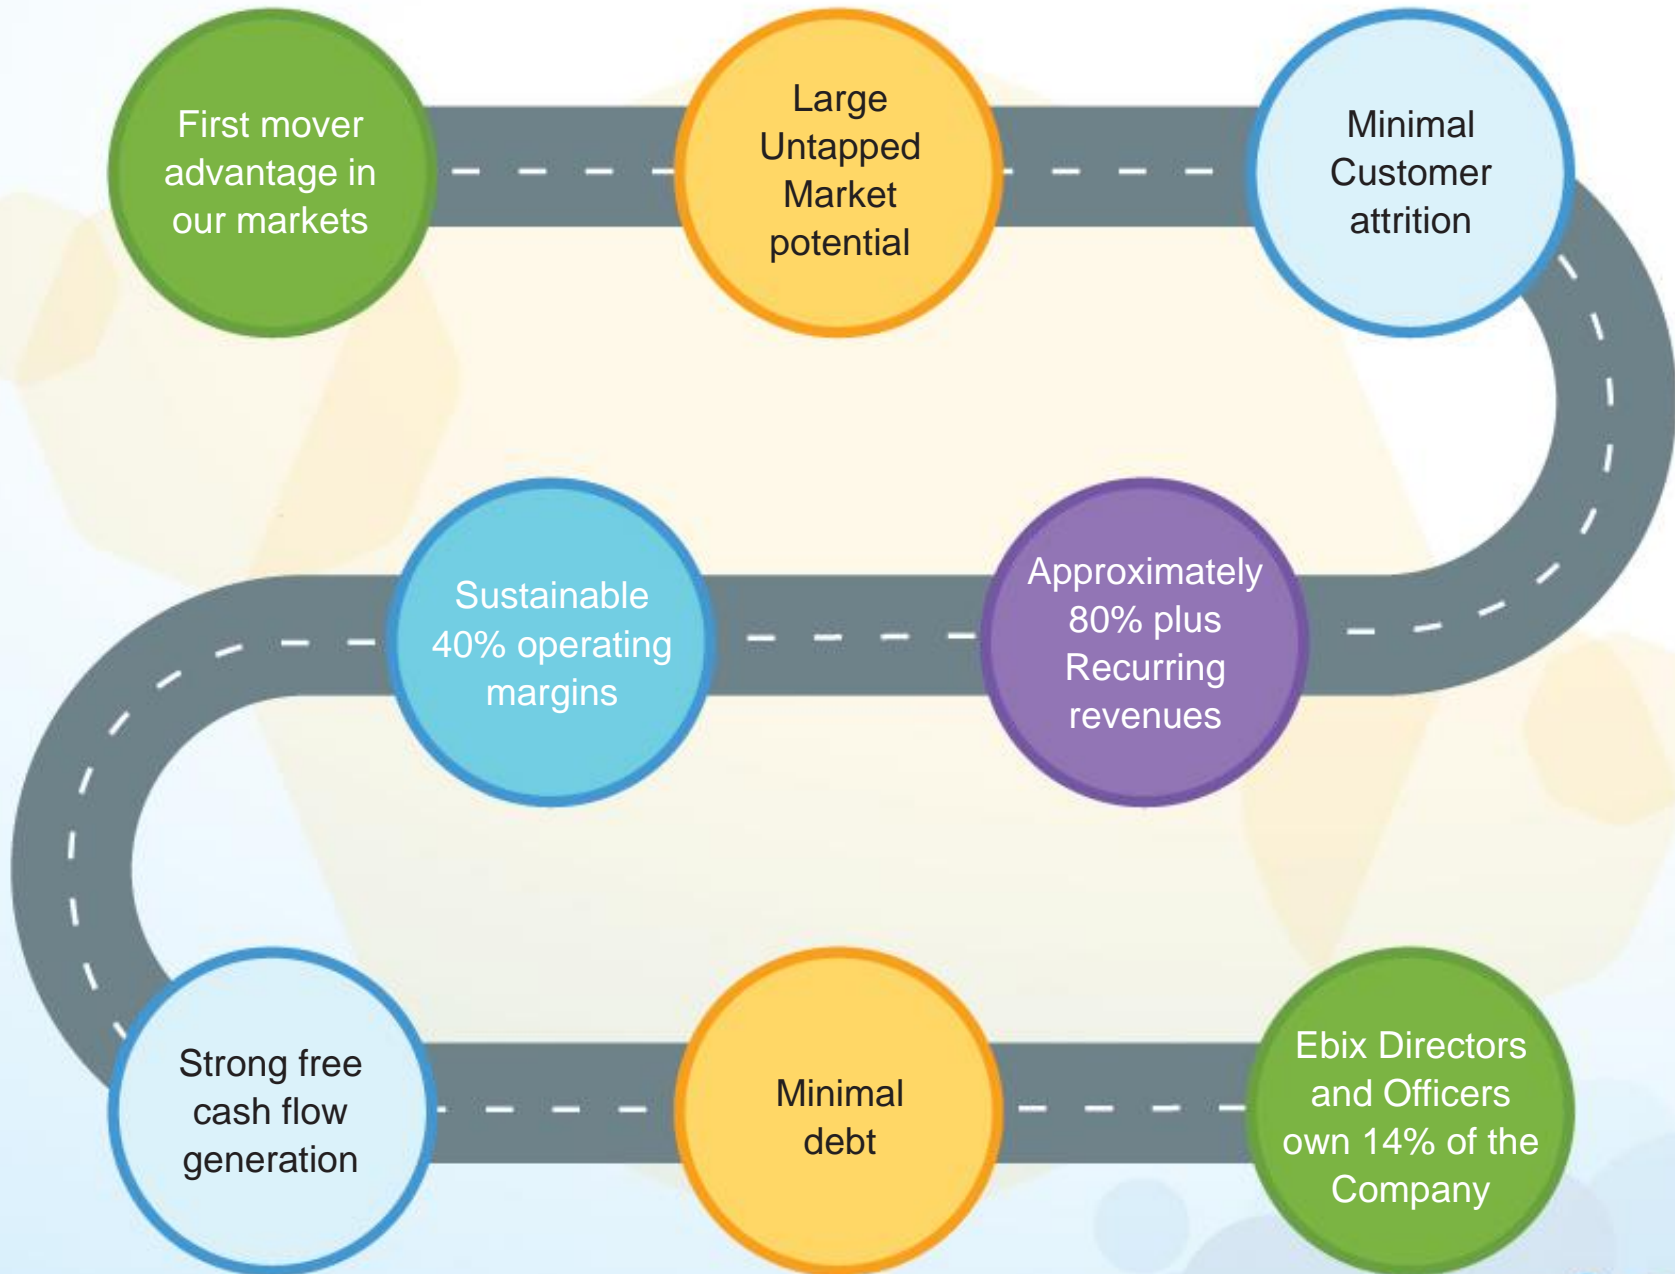 First mover
advantage in
our markets
Large
Untapped
Market
potential
Minimal
Customer
attrition
Approximately
80% plus
Recurring
revenues
Sustainable
40% operating
margins
Strong free
cash flow
generation
Minimal
debt
Ebix Directors
and Officers
own 14% of the
Company